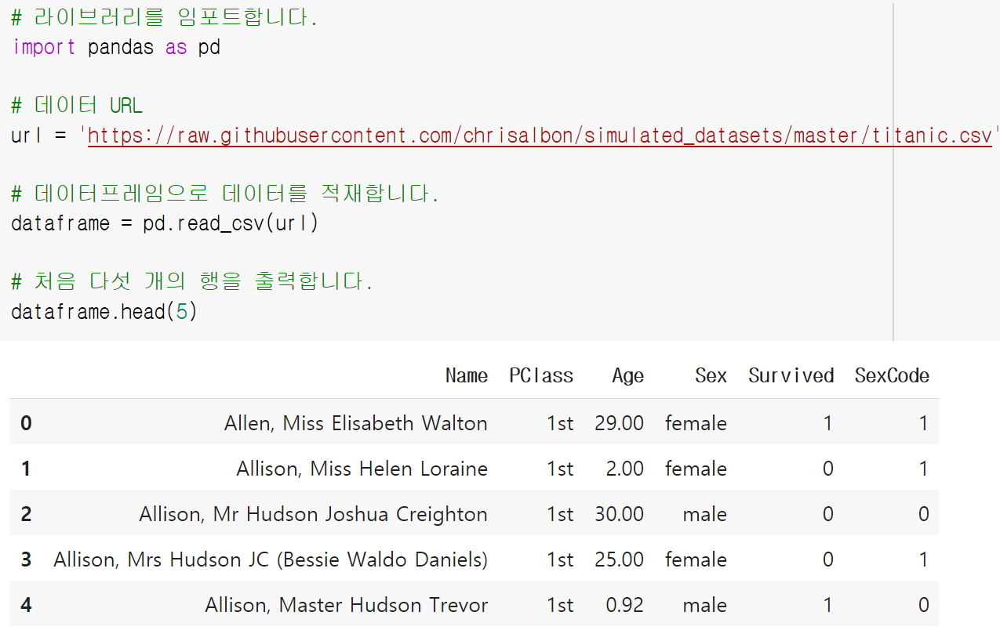 # 라이브러리를 임포트합니다.
import pandas as pd
# 데이터 URL
url = 'https://raw.githubusercontent.com/chrisalbon/simulated_datasets/master/titanic.csv'
# 데이터프레임으로 데이터를 적재합니다.
dataframe = pd.read_csv(url)
# 처음 다섯 개의 행을 출력합니다.
dataframe.head(5)
Name PClass Age Sex Survived SexCode
0 Allen, Miss Elisabeth Walton 1st 29.00 female 1 1
1 Allison, Miss Helen Loraine 1st 2.00 female 0 1
2 Allison, Mr Hudson Joshua Creighton 1st 30.00 male 0 0
3 Allison, Mrs Hudson JC (Bessie Waldo Daniels) 1st 25.00 female 0 1
4 Allison, Master Hudson Trevor 1st 0.92 male 1 0